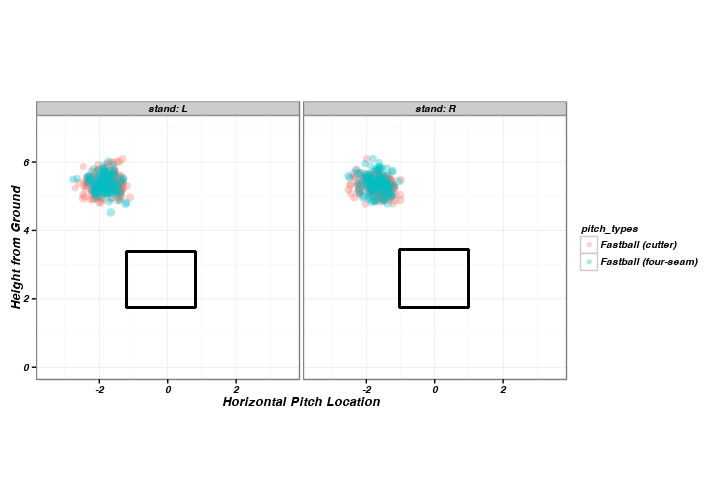 stand: L
stand: R
6
4
2
0
Height from Ground
-2 0 2
-2 0 2
Horizontal Pitch Location
pitch_types
Fastball (cutter)
Fastball (four-seam)